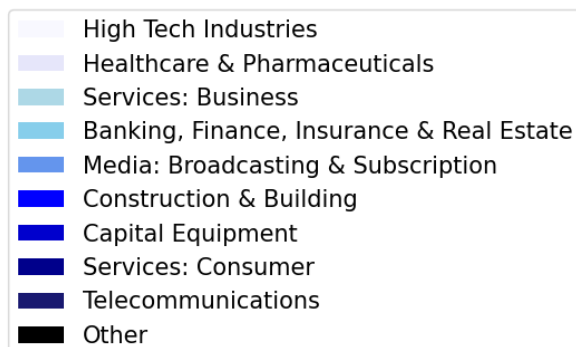 High Tech Industries
Healthcare & Pharmaceuticals
Services: Business
Banking, Finance, Insurance & Real Estate
Media: Broadcasting & Subscription
Construction & Building
Capital Equipment
Services: Consumer
Telecommunications
Other